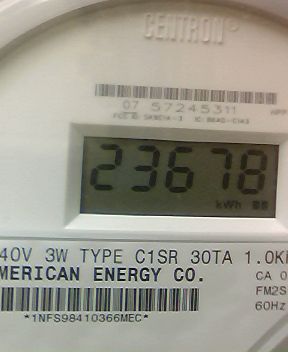 CENTRON®
07 57245311
23678
kWh
40V 3W TYPE C1SR 30TA 1.0K
MERICAN ENERGY CO.
CA 0
FM2S
60Hz
*1NFS98410366MEC*